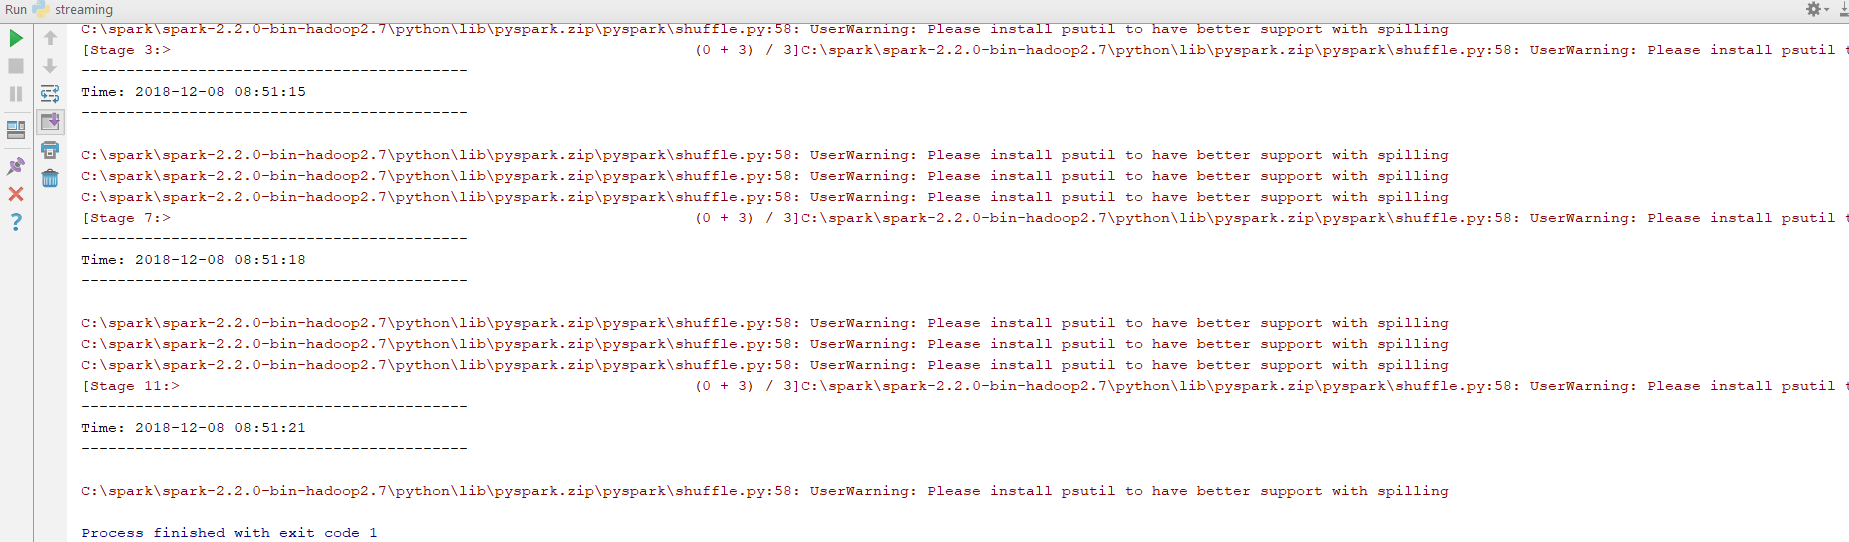 Run streaming
C:\spark\spark-2.2.0-bin-hadoop2.7\python\lib\pyspark.zip\pyspark\shuffle.py:58: UserWarning: Please install psutil to have better support with spilling
[Stage 3:> (0 + 3) / 3]C:\spark\spark-2.2.0-bin-hadoop2.7\python\lib\pyspark.zip\pyspark\shuffle.py:58: UserWarning: Please install psutil t
-------------------------------------------
Time: 2018-12-08 08:51:15
-------------------------------------------
C:\spark\spark-2.2.0-bin-hadoop2.7\python\lib\pyspark.zip\pyspark\shuffle.py:58: UserWarning: Please install psutil to have better support with spilling
C:\spark\spark-2.2.0-bin-hadoop2.7\python\lib\pyspark.zip\pyspark\shuffle.py:58: UserWarning: Please install psutil to have better support with spilling
C:\spark\spark-2.2.0-bin-hadoop2.7\python\lib\pyspark.zip\pyspark\shuffle.py:58: UserWarning: Please install psutil to have better support with spilling
[Stage 7:> (0 + 3) / 3]C:\spark\spark-2.2.0-bin-hadoop2.7\python\lib\pyspark.zip\pyspark\shuffle.py:58: UserWarning: Please install psutil t
-------------------------------------------
Time: 2018-12-08 08:51:18
-------------------------------------------
C:\spark\spark-2.2.0-bin-hadoop2.7\python\lib\pyspark.zip\pyspark\shuffle.py:58: UserWarning: Please install psutil to have better support with spilling
C:\spark\spark-2.2.0-bin-hadoop2.7\python\lib\pyspark.zip\pyspark\shuffle.py:58: UserWarning: Please install psutil to have better support with spilling
C:\spark\spark-2.2.0-bin-hadoop2.7\python\lib\pyspark.zip\pyspark\shuffle.py:58: UserWarning: Please install psutil to have better support with spilling
[Stage 11:> (0 + 3) / 3]C:\spark\spark-2.2.0-bin-hadoop2.7\python\lib\pyspark.zip\pyspark\shuffle.py:58: UserWarning: Please install psutil t
-------------------------------------------
Time: 2018-12-08 08:51:21
-------------------------------------------
C:\spark\spark-2.2.0-bin-hadoop2.7\python\lib\pyspark.zip\pyspark\shuffle.py:58: UserWarning: Please install psutil to have better support with spilling
Process finished with exit code 1